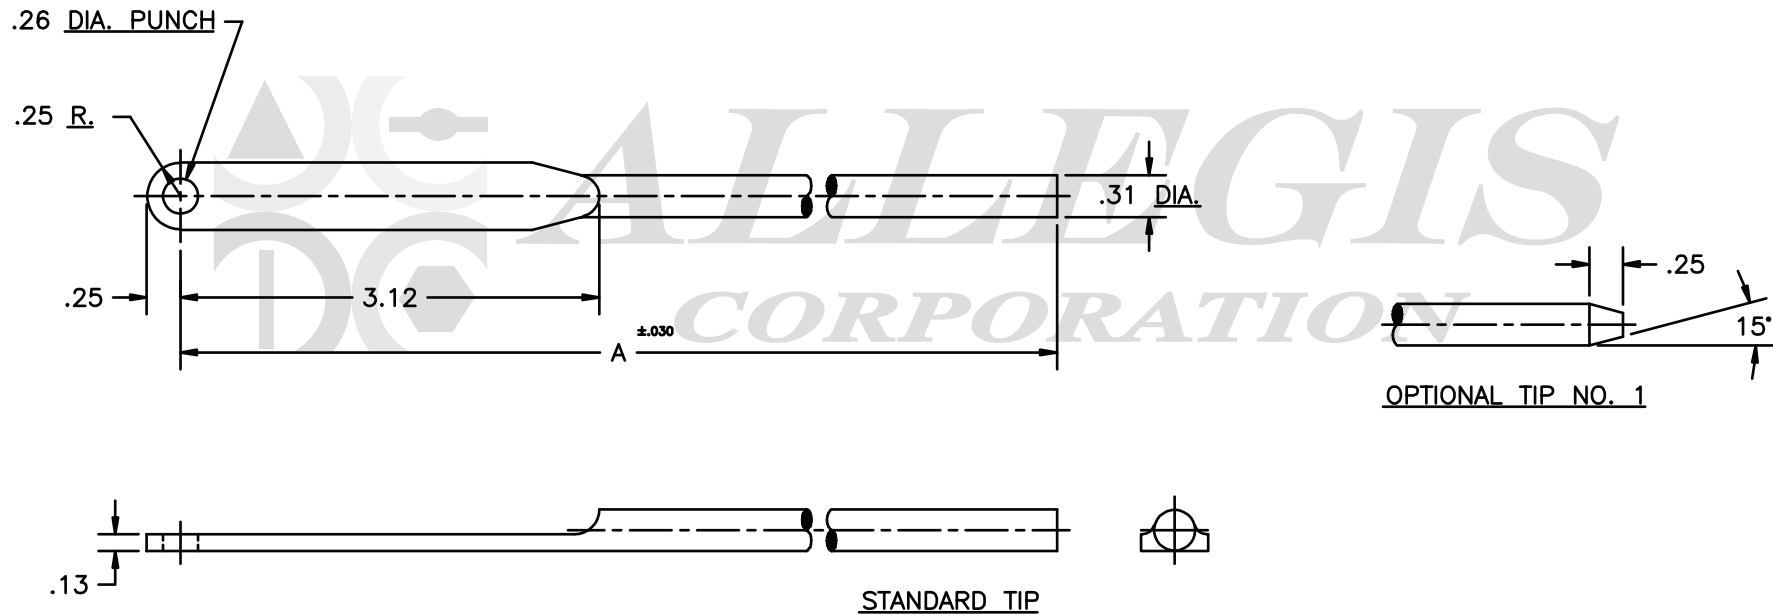 .26 DIA. PUNCH
.25 R.
ALLEGIS
CORPORATION
.31 DIA.
.25
3.12
±.030
A
.25
15°
OPTIONAL TIP NO. 1
.13
STANDARD TIP